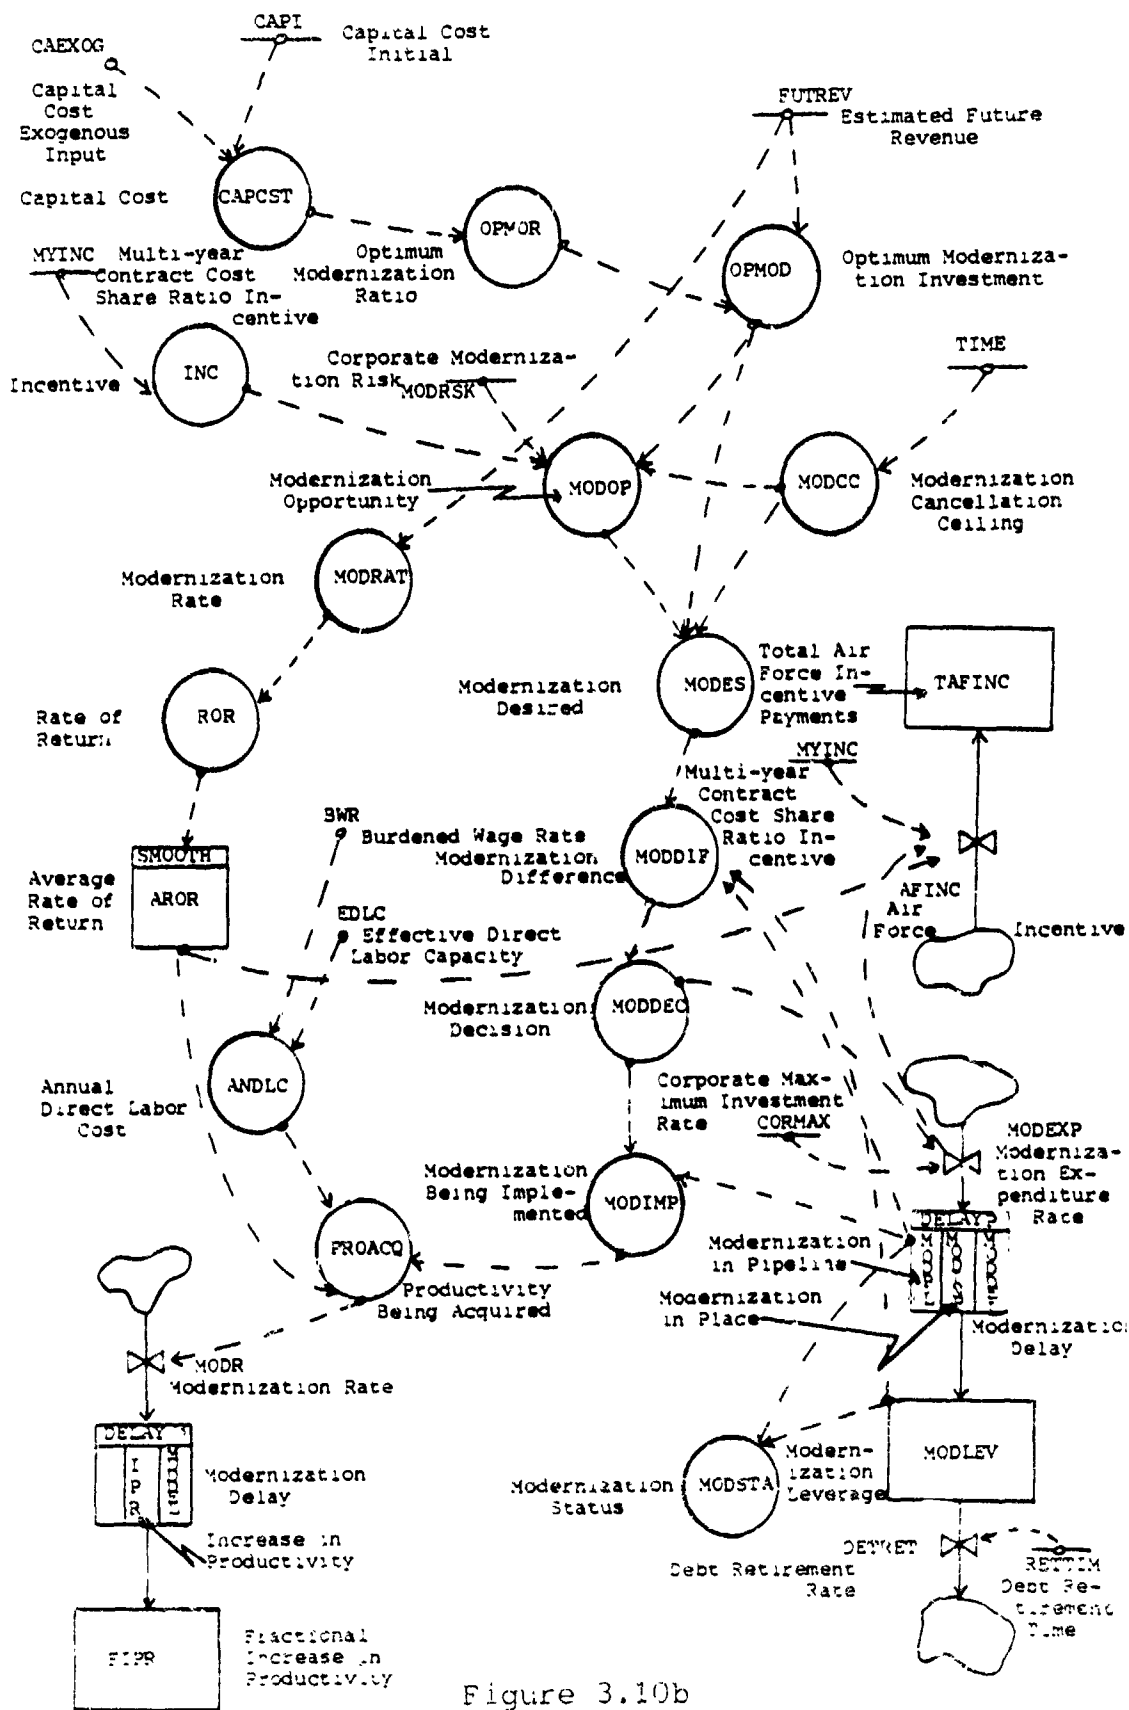 CAPI
Capital Cost
Initial
CAEXOG
Capital
Cost
Exogenous
Input
FUTREV
Estimated Future
Revenue
Capital Cost
CAPCST
OPMOR
Optimum
Modernization
Ratio
OPMOD
Optimum Moderniza-
tion Investment
MYINC
Multi-year
Contract Cost
Share Ratio In-
centive
INC
Incentive
Corporate Moderniza-
tion Risk
MODRSK
TIME
Modernization
Opportunity
MODOP
MODCC
Modernization
Cancellation
Ceiling
Modernization
Rate
MODRAT
Rate of
Return
ROR
Modernization
Desired
MODES
Total Air
Force In-
centive
Payments
TAFINC
MYINC
Multi-year
Contract
Cost Share
Ratio In-
centive
BWR
Burdened Wage Rate
Modernization
Difference
MODDIF
SMOOTH
AROR
Average
Rate of
Return
EDLC
Effective Direct
Labor Capacity
AFINC
Air
Force
Incentive
Modernization
Decision
MODDEC
ANDLC
Annual
Direct Labor
Cost
Corporate Max-
imum Investment
Rate
CORMAX
MODEXP
Moderniza-
tion Ex-
penditure
Rate
Modernization
Being Imple-
mented
MODIMP
PROACQ
Productivity
Being Acquired
DELAY
Modernization
in Pipeline
Modernization
in Place
Modernization
Delay
MODR
Modernization Rate
DELAY
IPR
Modernization
Delay
Increase in
Productivity
MODLEV
Modern-
ization
Leverage
MODSTA
Modernization
Status
DETRET
Debt Retirement
Rate
RETTIM
Debt Re-
tirement
Time
FIPR
Fractional
Increase in
Productivity
Figure 3.10b